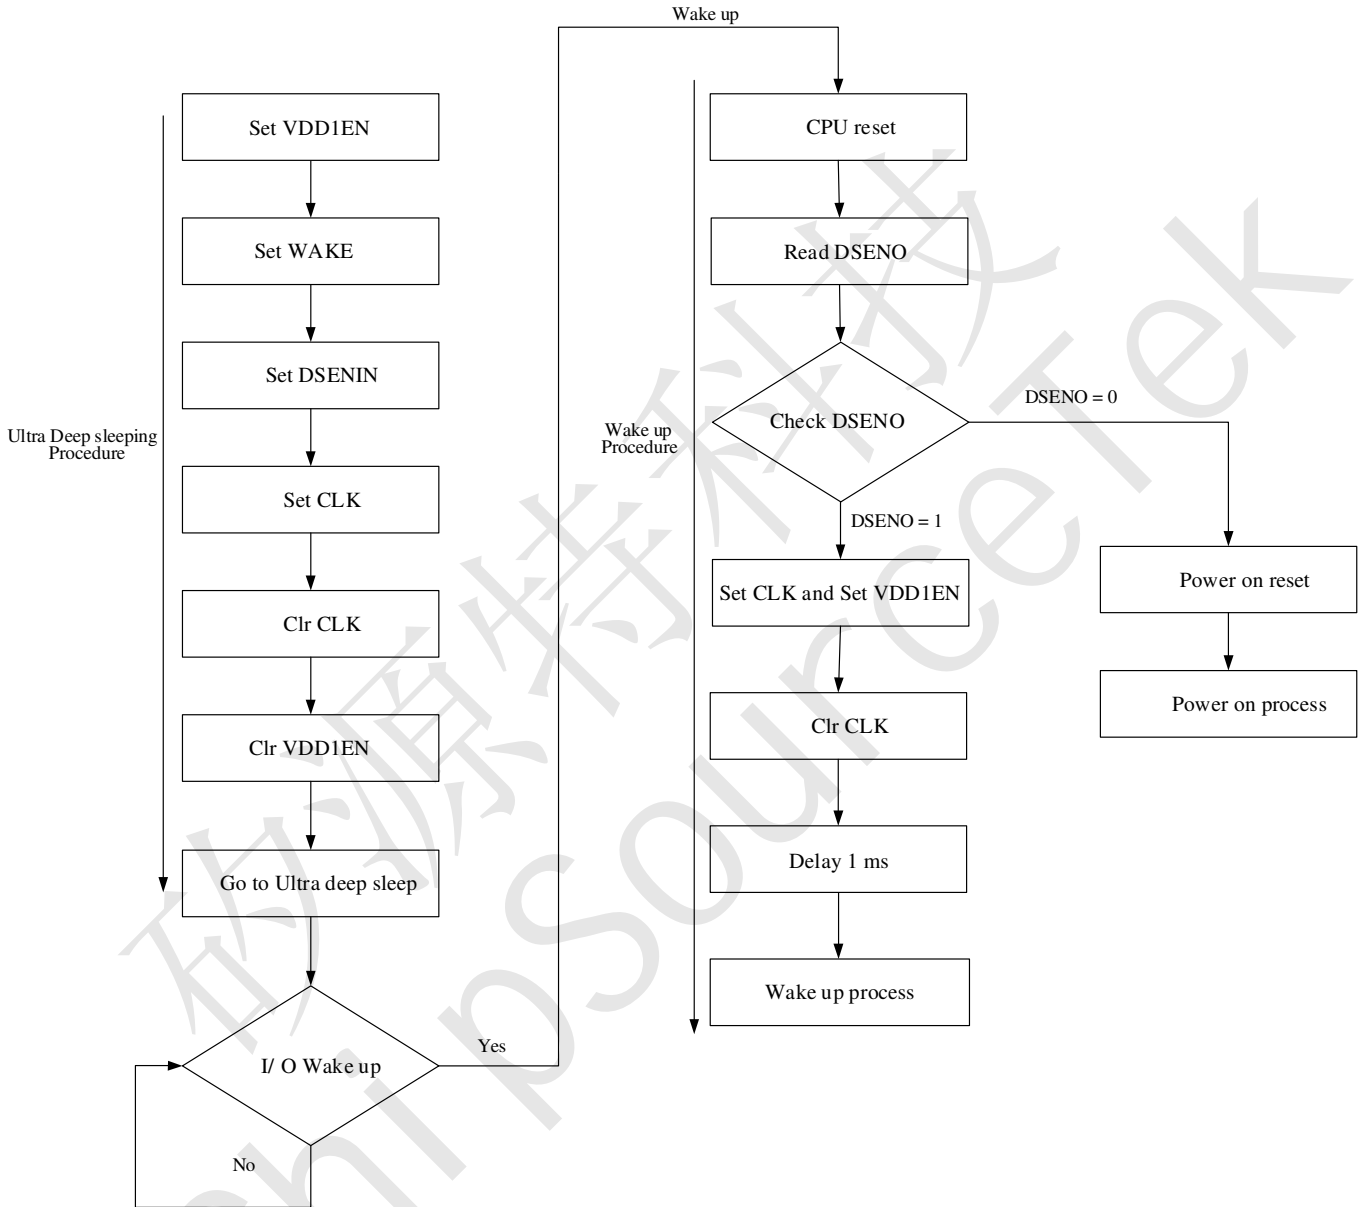 Wake up
Set VDD1EN
Set WAKE
Set DSENIN
Set CLK
Clr CLK
Clr VDD1EN
Go to Ultra deep sleep
I/ O Wake up
Yes
No
Ultra Deep sleeping
Procedure
CPU reset
Read DSENO
Check DSENO
DSENO = 0
DSENO = 1
Wake up
Procedure
Set CLK and Set VDD1EN
Clr CLK
Delay 1 ms
Wake up process
Power on reset
Power on process
矽源特科技
ChipSourceTek